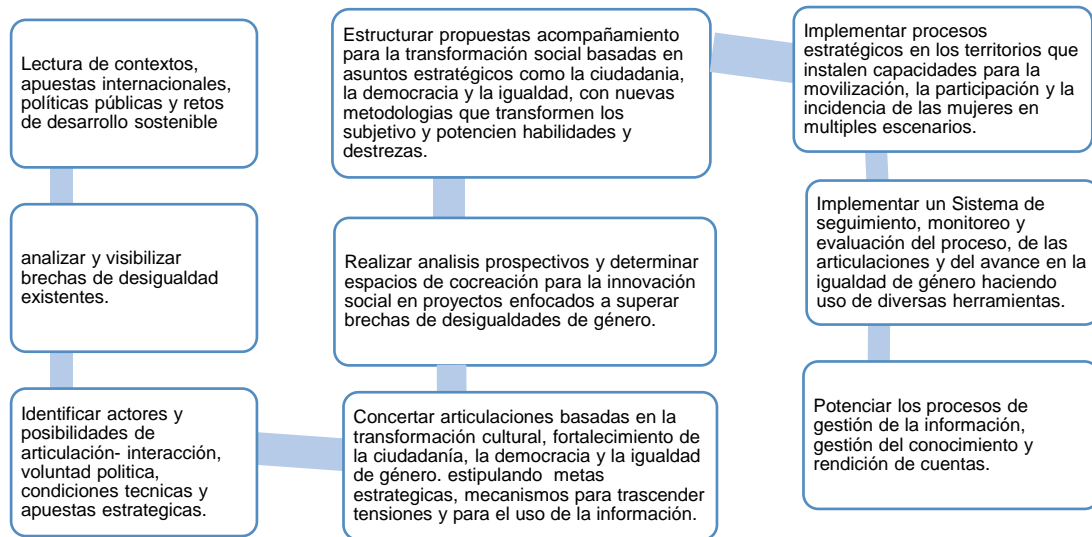 Lectura de contextos,
apuestas internacionales,
políticas públicas y retos
de desarrollo sostenible
analizar y visibilizar
brechas de desigualdad
existentes.
Identificar actores y
posibilidades de
articulación- interacción,
voluntad politica,
condiciones tecnicas y
apuestas estrategicas.
Concertar articulaciones basadas en la
transformación cultural, fortalecimiento de
la ciudadanía, la democracia y la igualdad
de género. estipulando  metas
estrategicas, mecanismos para trascender
tensiones y para el uso de la información.
Realizar analisis prospectivos y determinar
espacios de cocreación para la innovación
social en proyectos enfocados a superar
brechas de desigualdades de género.
Estructurar propuestas acompañamiento
para la transformación social basadas en
asuntos estratégicos como la ciudadania,
la democracia y la igualdad, con nuevas
metodologias que transformen los
subjetivo y potencien habilidades y
destrezas.
Implementar procesos
estratégicos en los territorios que
instalen capacidades para la
movilización, la participación y la
incidencia de las mujeres en
multiples escenarios.
Implementar un Sistema de
seguimiento, monitoreo y
evaluación del proceso, de las
articulaciones y del avance en la
igualdad de género haciendo
uso de diversas herramientas.
Potenciar los procesos de
gestión de la información,
gestión del conocimiento y
rendición de cuentas.